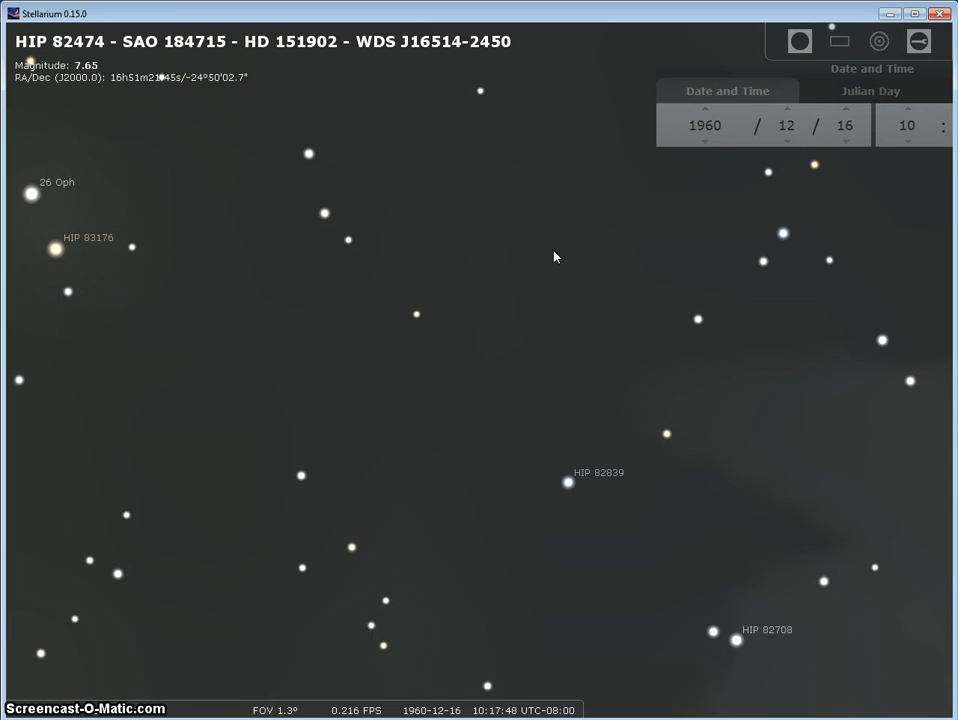 Stellarium 0.15.0
HIP 82474 - SAO 184715 - HD 151902 - WDS J16514-2450
Magnitude: 7.65
RA/Dec (J2000.0): 16h51m21.45s/-24°50'02.7"
Date and Time
Date and Time Julian Day
1960 / 12 / 16 10 :
26 Oph
HIP 83176
HIP 82839
HIP 82708
Screencast-O-Matic.com
FOV 1.3° 0.216 FPS 1960-12-16 10:17:48 UTC-08:00